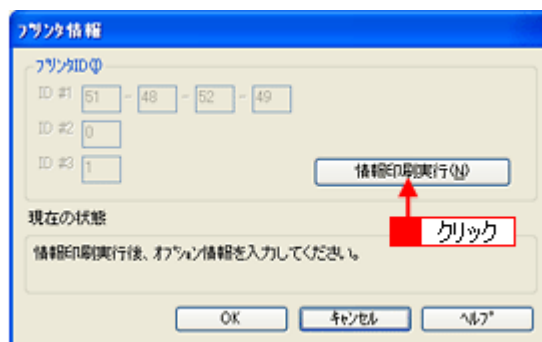 プリンタ情報
プリンタID(I)
ID #1 51 - 48 - 52 - 49
ID #2 0
ID #3 1
情報印刷実行(N)
クリック
現在の状態
情報印刷実行後、オプション情報を入力してください。
OK キャンセル ヘルプ